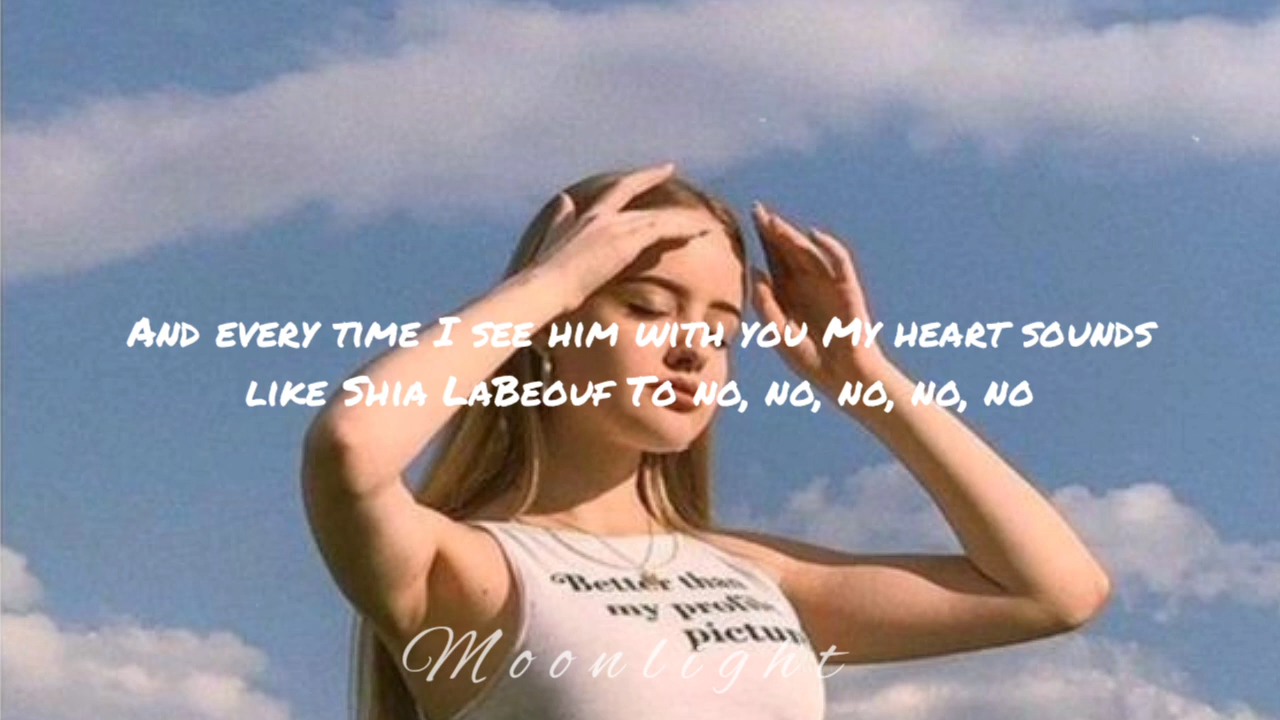 And every time I see him with you My heart sounds
like Shia LaBeouf To no, no, no, no, no
Better than
my profile
pictur
Moonlight